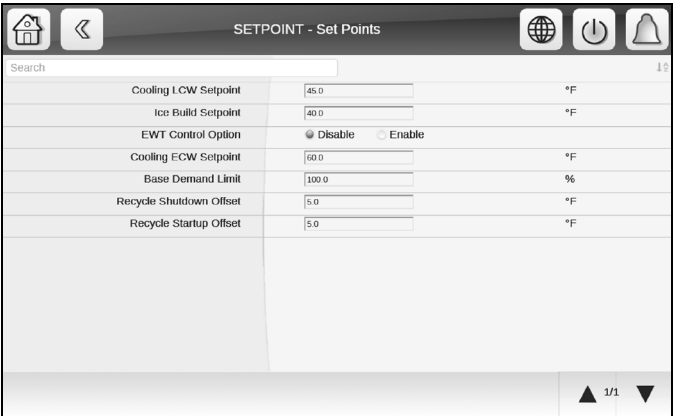 SETPOINT - Set Points
Search
Cooling LCW Setpoint 45.0 °F
Ice Build Setpoint 40.0 °F
EWT Control Option Disable Enable
Cooling ECW Setpoint 60.0 °F
Base Demand Limit 100.0 %
Recycle Shutdown Offset 5.0 °F
Recycle Startup Offset 5.0 °F
1/1